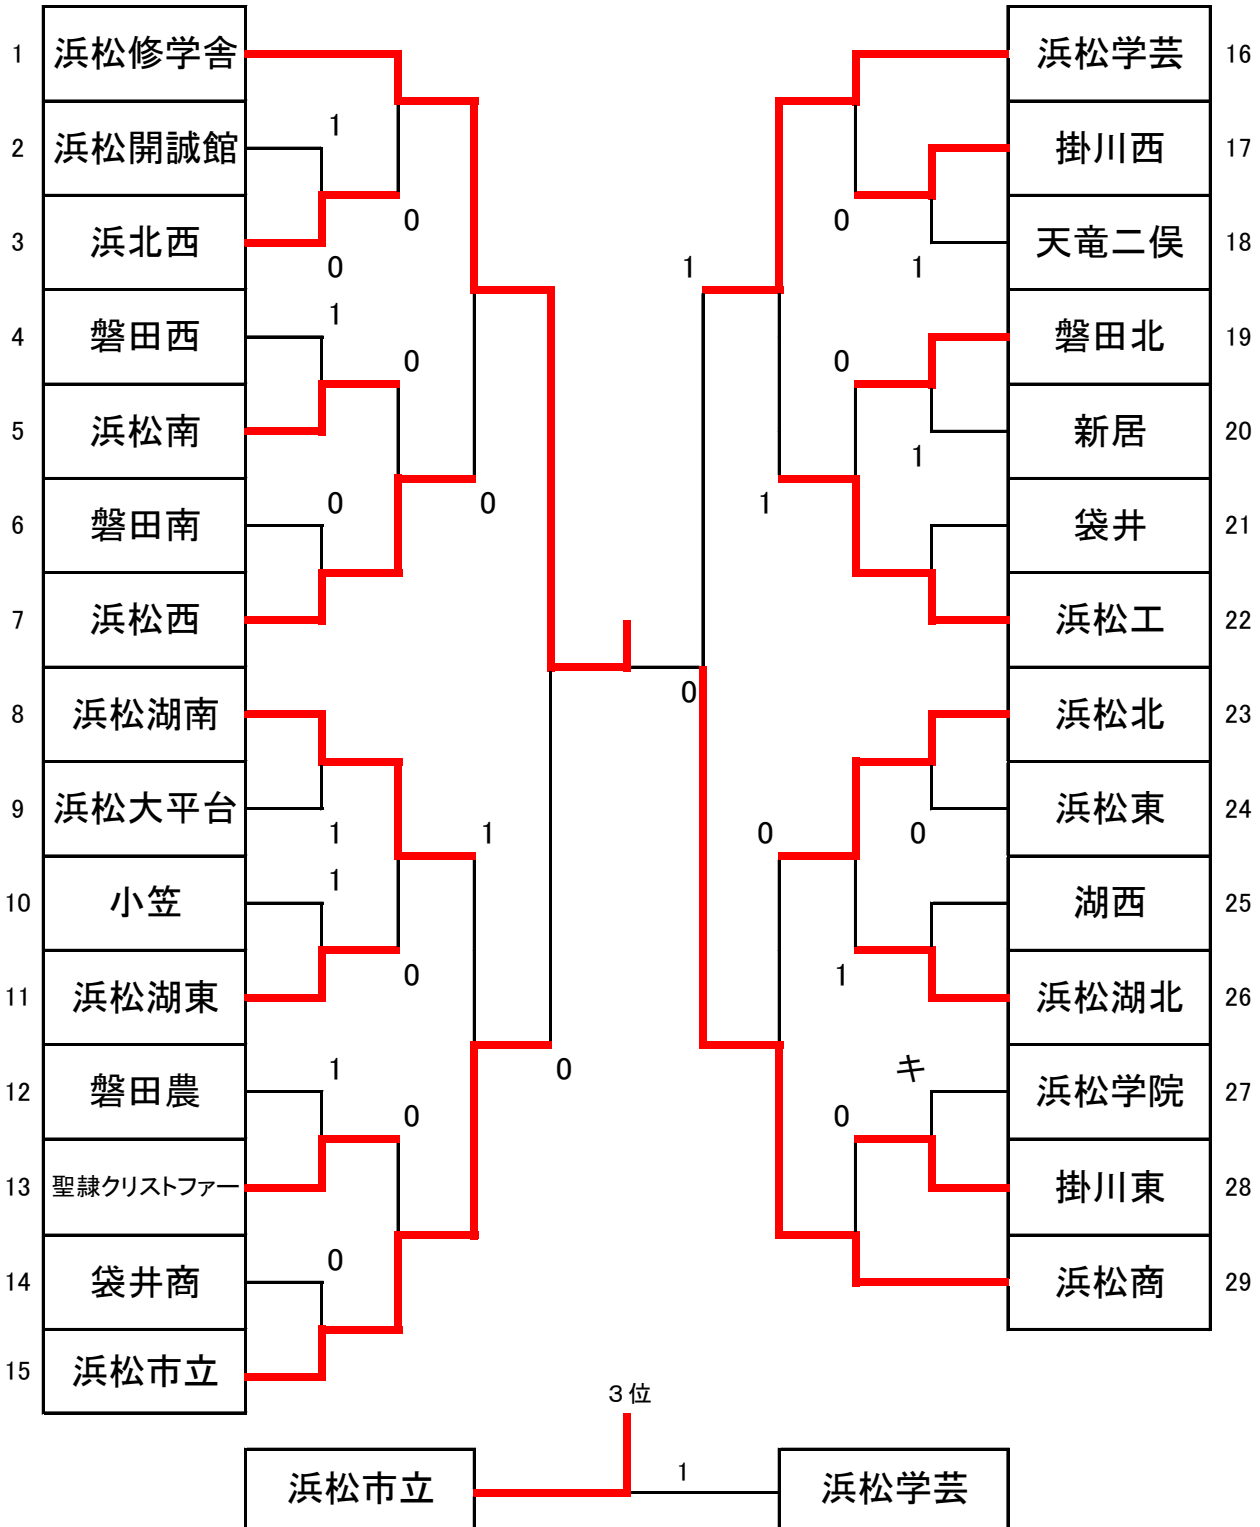 1 浜松修学舎
2 浜松開誠館 1
3 浜北西 0 0
4 磐田西 1 0
5 浜松南
6 磐田南 0 0
7 浜松西
8 浜松湖南
9 浜松大平台 1 1
10 小笠 1
11 浜松湖東 0
12 磐田農 1 0
13 聖隷クリストファー 0
14 袋井商 0
15 浜松市立
浜松学芸 16
掛川西 17
0 1 天竜二俣 18
1
0 磐田北 19
1 新居 20
1 袋井 21
浜松工 22
0
浜松北 23
0 0 浜松東 24
湖西 25
1 浜松湖北 26
キ 浜松学院 27
0 掛川東 28
浜松商 29
3位
浜松市立 1 浜松学芸